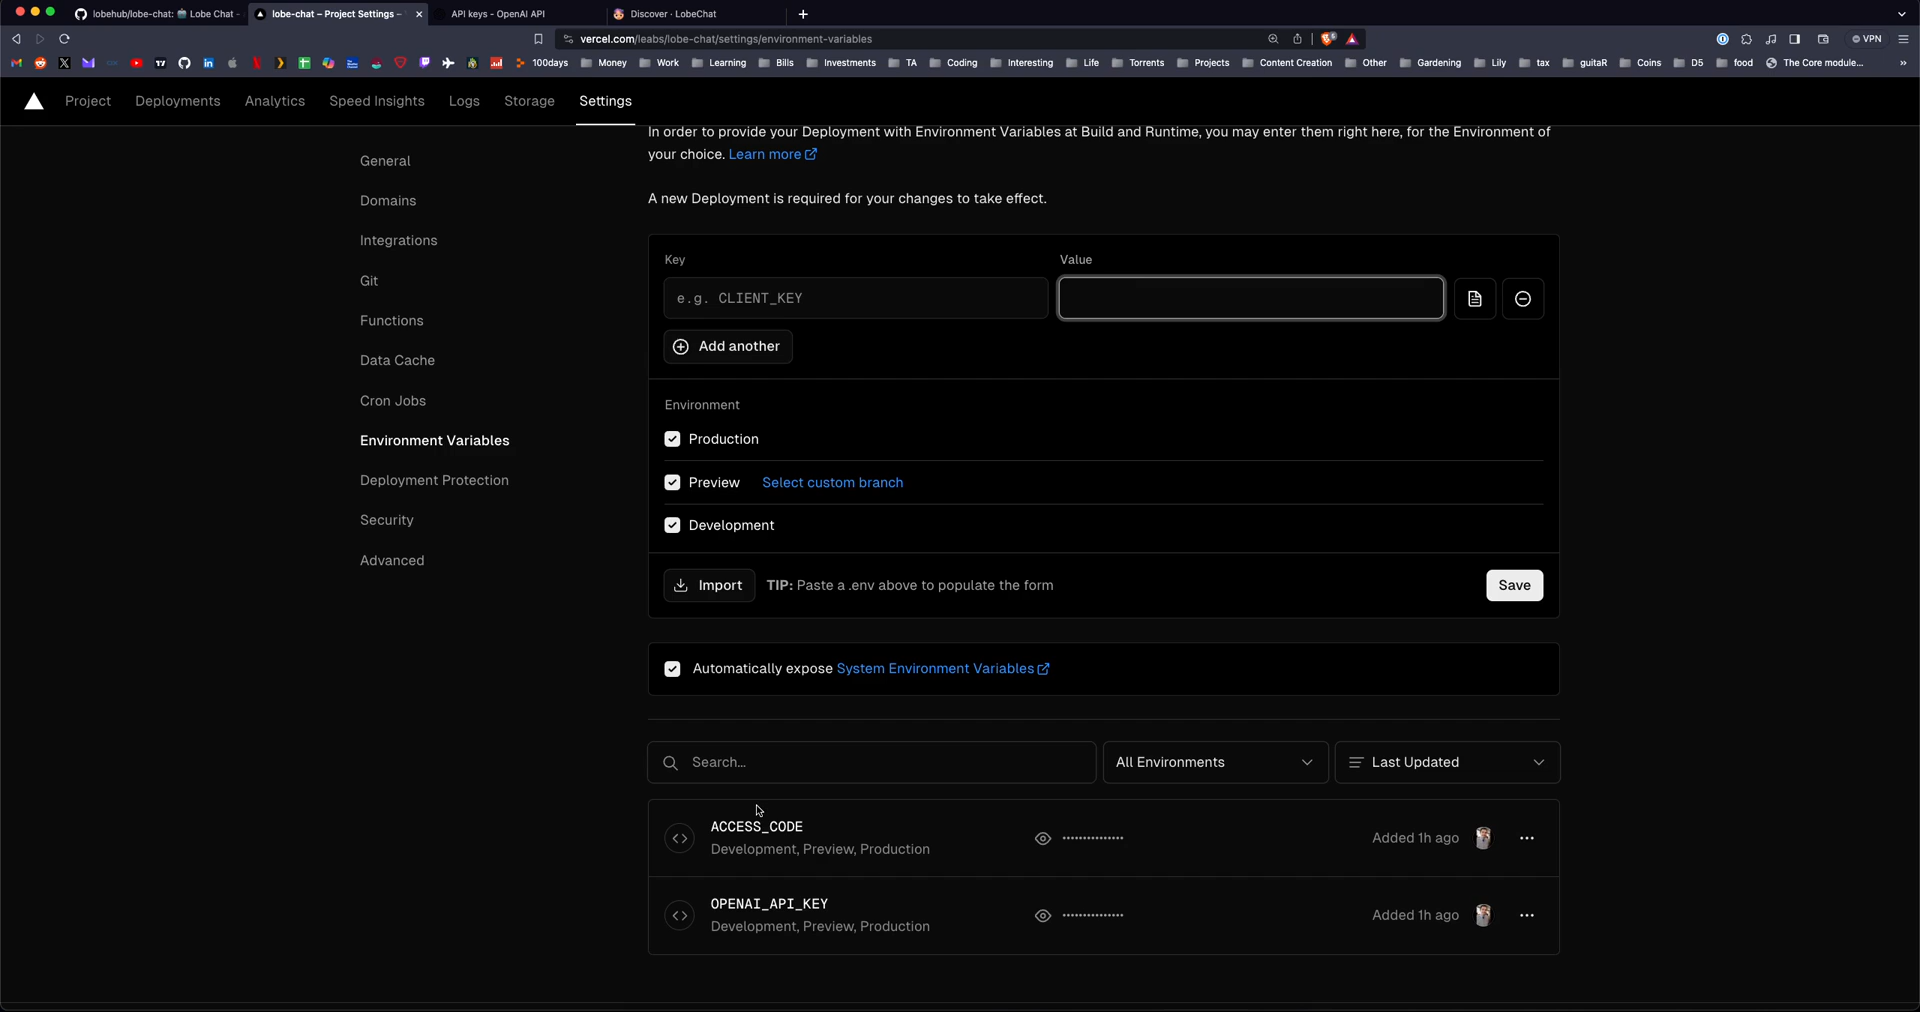 lobehub/lobe-chat: 🤖 Lobe Chat -
lobe-chat – Project Settings –
API keys - OpenAI API
Discover · LobeChat
vercel.com/leabs/lobe-chat/settings/environment-variables
VPN
100days
Money
Work
Learning
Bills
Investments
TA
Coding
Interesting
Life
Torrents
Projects
Content Creation
Other
Gardening
Lily
tax
guitaR
Coins
D5
food
The Core module...
Project
Deployments
Analytics
Speed Insights
Logs
Storage
Settings
General
Domains
Integrations
Git
Functions
Data Cache
Cron Jobs
Environment Variables
Deployment Protection
Security
Advanced
In order to provide your Deployment with Environment Variables at Build and Runtime, you may enter them right here, for the Environment of
your choice. Learn more
A new Deployment is required for your changes to take effect.
Key
Value
e.g. CLIENT_KEY
Add another
Environment
Production
Preview
Select custom branch
Development
Import
TIP: Paste a .env above to populate the form
Save
Automatically expose System Environment Variables
Search...
All Environments
Last Updated
ACCESS_CODE
Development, Preview, Production
••••••••••••••
Added 1h ago
OPENAI_API_KEY
Development, Preview, Production
••••••••••••••
Added 1h ago